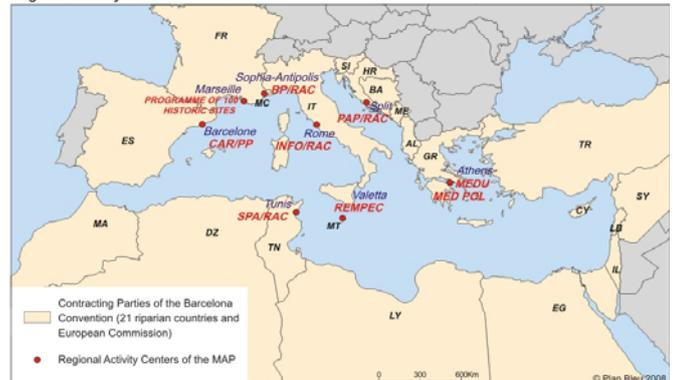 FR
SI
HR
Sophia-Antipolis
BA
Marseille
BP/RAC
PROGRAMME OF 100
MC
HISTORIC SITES
IT
Split
ME
PAP/RAC
ES
Barcelone
CAR/PP
Rome
INFO/RAC
AL
GR
TR
Athens
MEDU
MED POL
Valetta
REMPEC
Tunis
SPA/RAC
MT
CY
SY
LB
MA
DZ
TN
IL
LY
EG
Contracting Parties of the Barcelona
Convention (21 riparian countries and
European Commission)
Regional Activity Centers of the MAP
0 300 600Km
© Plan Bleu 2008